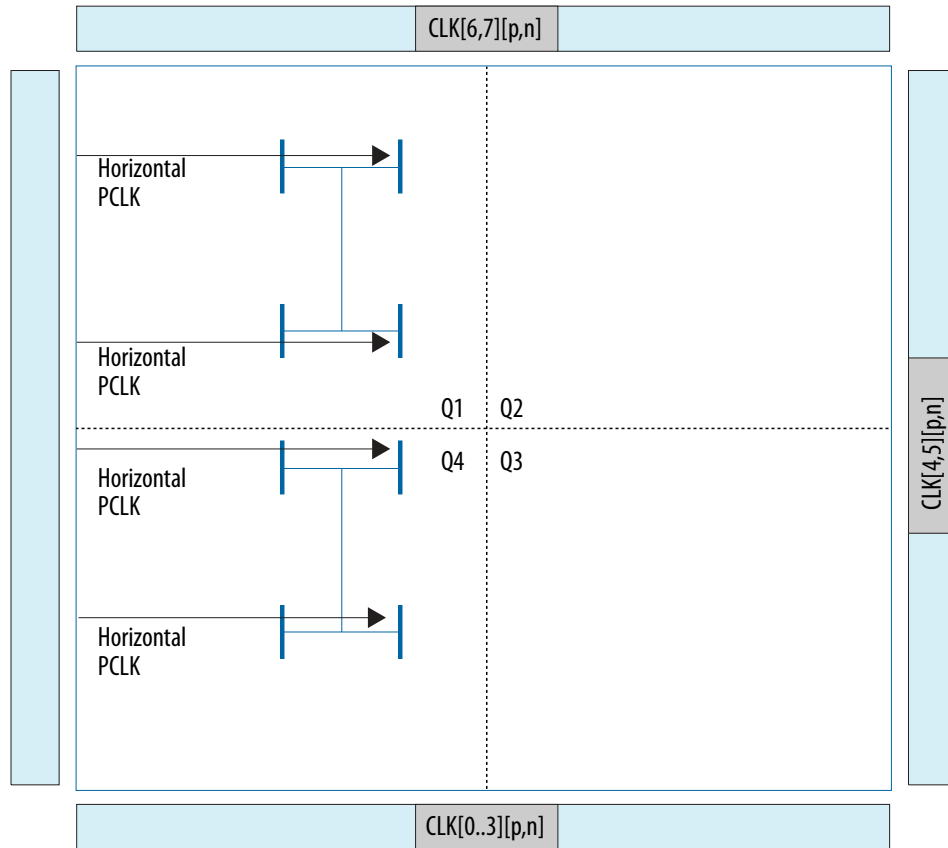 CLK[6,7][p,n]
Horizontal
PCLK
Horizontal
PCLK
Q1 Q2
Q4 Q3
CLK[4,5][p,n]
Horizontal
PCLK
Horizontal
PCLK
CLK[0..3][p,n]